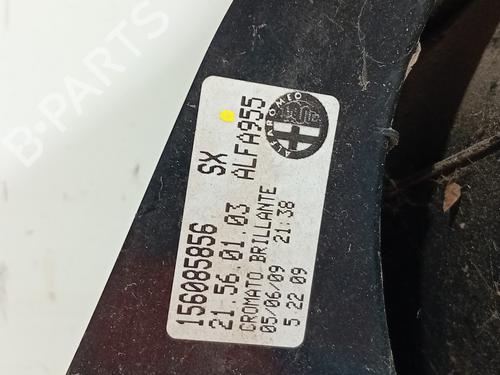 B-PARTS
156085856 SX
21.56.01.03 ALFA955
CROMATO BRILLANTE
05/06/09 21:38
5 22 09
ALFA ROMEO